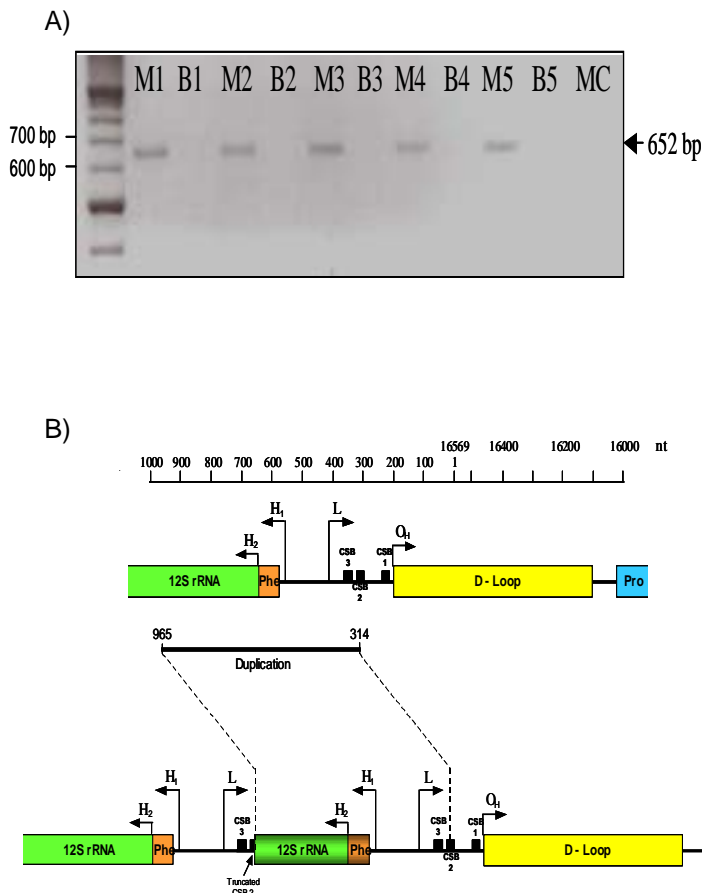 A)
M1 B1 M2 B2 M3 B3 M4 B4 M5 B5 MC
700 bp
600 bp
652 bp
B)
1000 900 800 700 600 500 400 300 200 100 1 16569 16400 16200 16000 nt
H2 H1 L CSB 3 CSB 2 CSB 1 OH
12S rRNA Phe D - Loop Pro
965 314
Duplication
H2 H1 L CSB 3 H2 H1 L CSB 3 CSB 2 CSB 1 OH
12S rRNA Phe 12S rRNA Phe D - Loop
Truncated
CSB 2